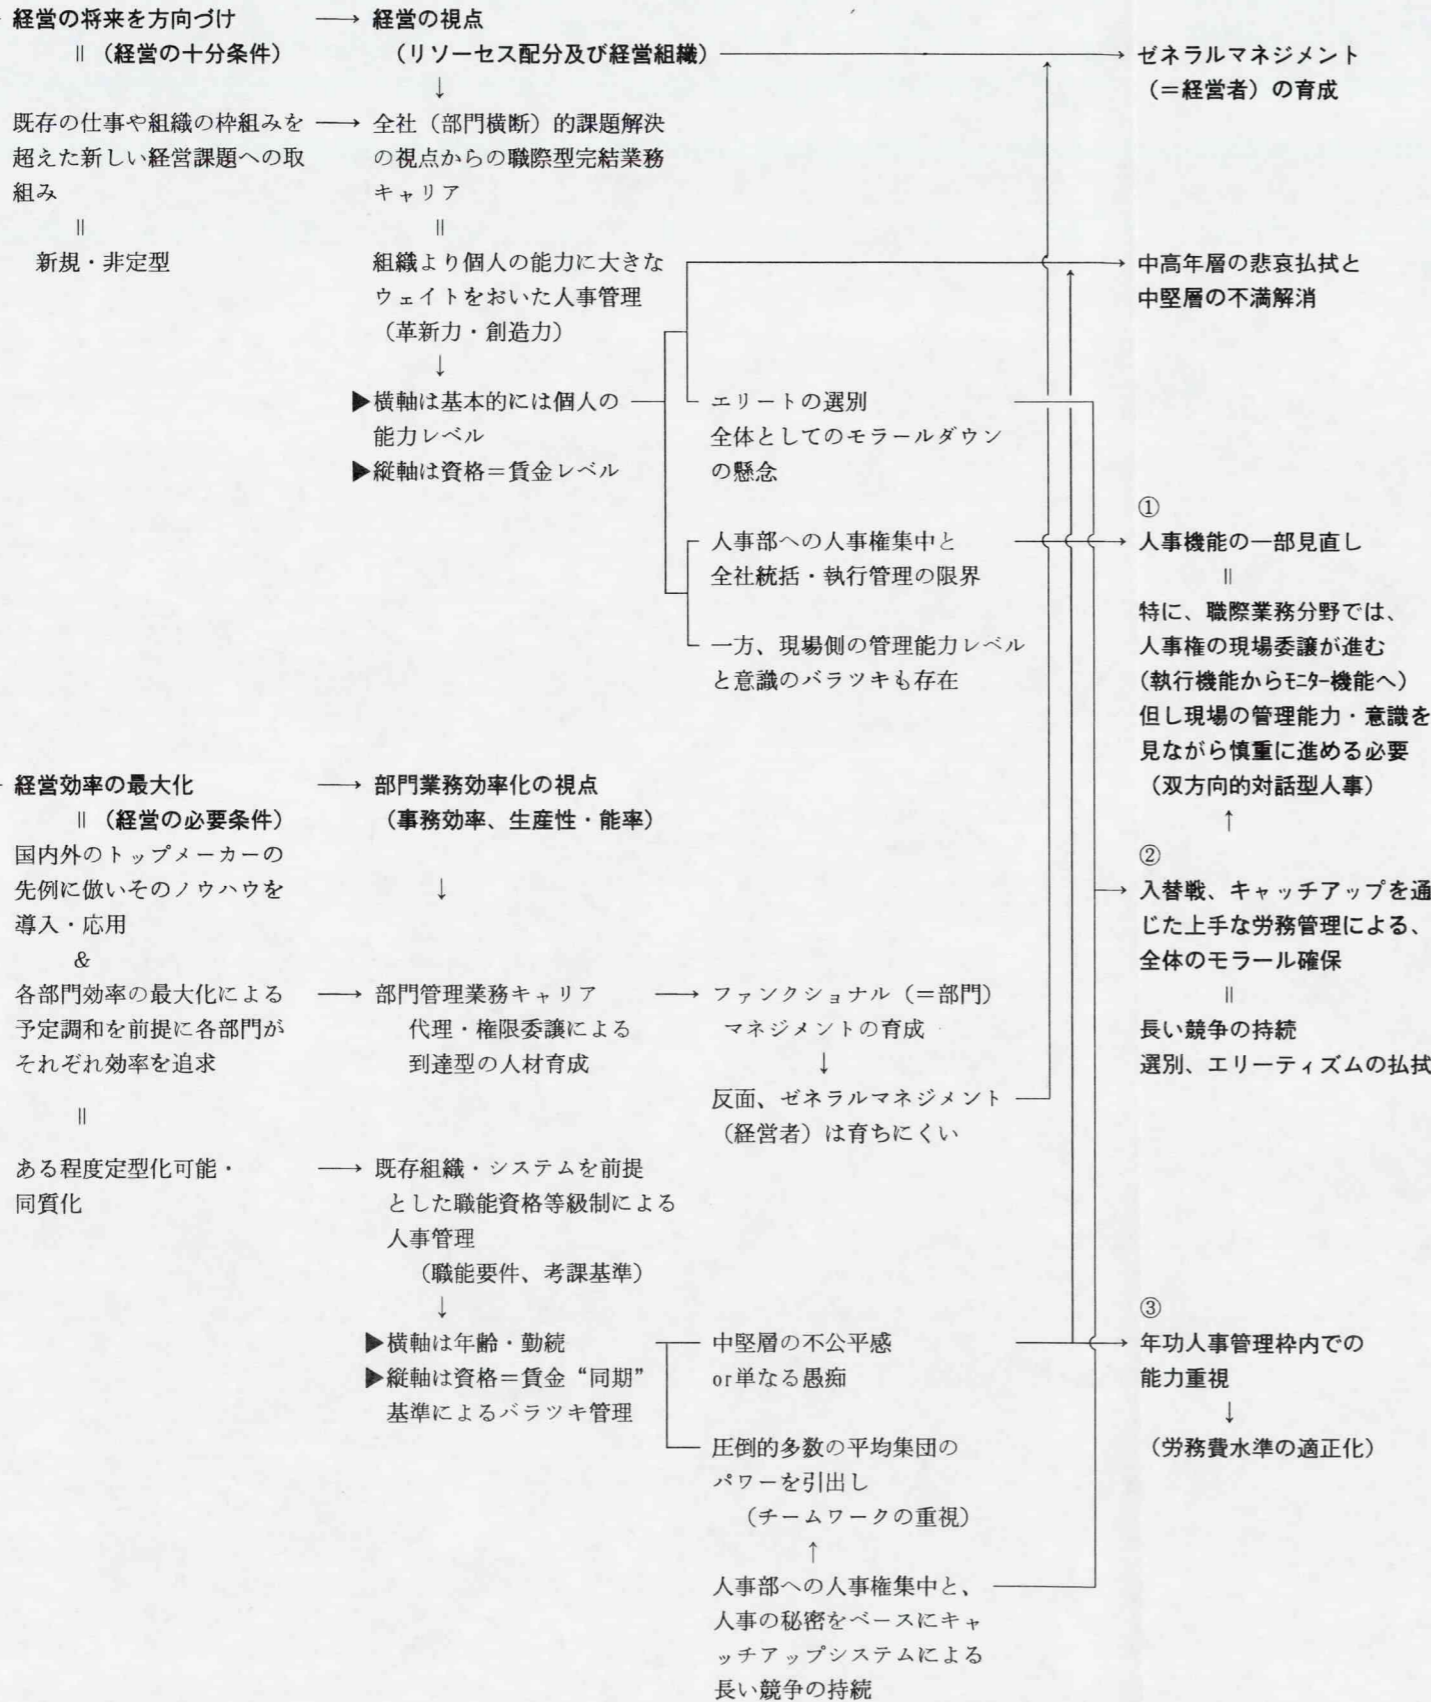 経営の将来を方向づけ
‖（経営の十分条件）
既存の仕事や組織の枠組みを
超えた新しい経営課題への取
組み
‖
新規・非定型
→ 経営の視点
（リソーセス配分及び経営組織）
↓
→ 全社（部門横断）的課題解決
の視点からの職際型完結業務
キャリア
‖
組織より個人の能力に大きな
ウェイトをおいた人事管理
（革新力・創造力）
↓
▶横軸は基本的には個人の
能力レベル
▶縦軸は資格＝賃金レベル
エリートの選別
全体としてのモラールダウン
の懸念
人事部への人事権集中と
全社統括・執行管理の限界
一方、現場側の管理能力レベル
と意識のバラツキも存在
→ ゼネラルマネジメント
（＝経営者）の育成
→ 中高年層の悲哀払拭と
中堅層の不満解消
①
→ 人事機能の一部見直し
‖
特に、職際業務分野では、
人事権の現場委譲が進む
（執行機能からモニター機能へ）
但し現場の管理能力・意識を
見ながら慎重に進める必要
（双方向的対話型人事）
↑
②
→ 入替戦、キャッチアップを通
じた上手な労務管理による、
全体のモラール確保
‖
長い競争の持続
選別、エリーティズムの払拭
経営効率の最大化
‖（経営の必要条件）
国内外のトップメーカーの
先例に倣いそのノウハウを
導入・応用
&
各部門効率の最大化による
予定調和を前提に各部門が
それぞれ効率を追求
‖
ある程度定型化可能・
同質化
→ 部門業務効率化の視点
（事務効率、生産性・能率）
↓
→ 部門管理業務キャリア
代理・権限委譲による
到達型の人材育成
→ ファンクショナル（＝部門）
マネジメントの育成
↓
反面、ゼネラルマネジメント
（経営者）は育ちにくい
→ 既存組織・システムを前提
とした職能資格等級制による
人事管理
（職能要件、考課基準）
↓
▶横軸は年齢・勤続
▶縦軸は資格＝賃金“同期”
基準によるバラツキ管理
中堅層の不公平感
or単なる愚痴
圧倒的多数の平均集団の
パワーを引出し
（チームワークの重視）
↑
人事部への人事権集中と、
人事の秘密をベースにキャ
ッチアップシステムによる
長い競争の持続
③
→ 年功人事管理枠内での
能力重視
↓
（労務費水準の適正化）